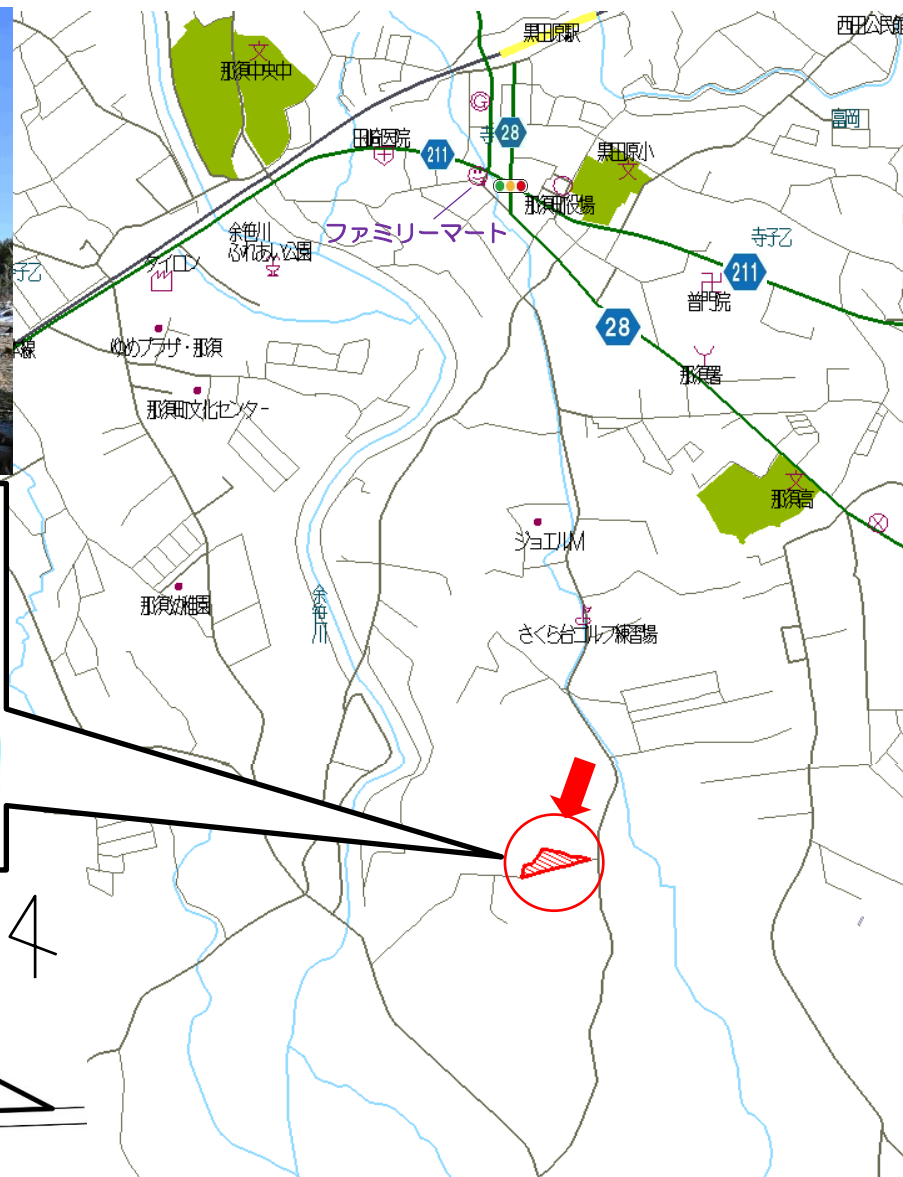 黒田原駅
西田公民館
那須中央中
富岡
28
寺
田崎医院
211
黒田原小
那須町役場
ファミリーマート
余笹川
ふれあい公園
寺子乙
子乙
タイロン
211
普門院
28
線
ゆめプラザ・那須
那須署
那須町文化センター
那須高
ジョエルM
那須幼稚園
余笹川
さくら台ゴルフ練習場
4